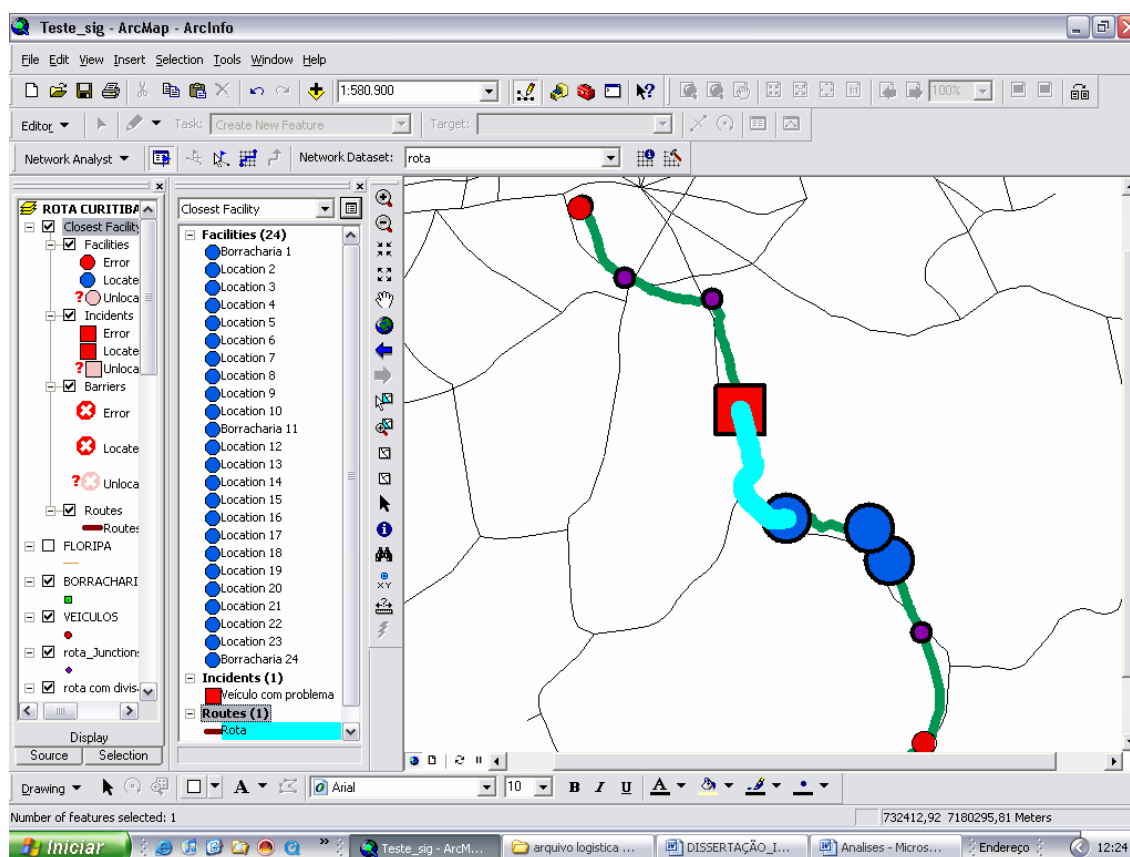 Teste_sig - ArcMap - ArcInfo
File Edit View Insert Selection Tools Window Help
1:580.900
100%
Editor Task: Create New Feature Target:
Network Analyst Network Dataset: rota
ROTA CURITIBA
Closest Facility
Facilities
Error
Locate
? Unloca
Incidents
Error
Locate
? Unloca
Barriers
Error
Locate
? Unloca
Routes
Routes
FLORIPA
BORRACHARI
VEICULOS
rota_Junctions
rota com divis
Display
Source Selection
Closest Facility
Facilities (24)
Borracharia 1
Location 2
Location 3
Location 4
Location 5
Location 6
Location 7
Location 8
Location 9
Location 10
Borracharia 11
Location 12
Location 13
Location 14
Location 15
Location 16
Location 17
Location 18
Location 19
Location 20
Location 21
Location 22
Location 23
Borracharia 24
Incidents (1)
Veículo com problema
Routes (1)
Rota
XY
Drawing A Arial 10 B I U A
Number of features selected: 1
732412,92 7180295,81 Meters
Iniciar » Teste_sig - ArcM... arquivo logistica ... DISSERTAÇÃO_I... Analises - Micros... Endereço » 12:24